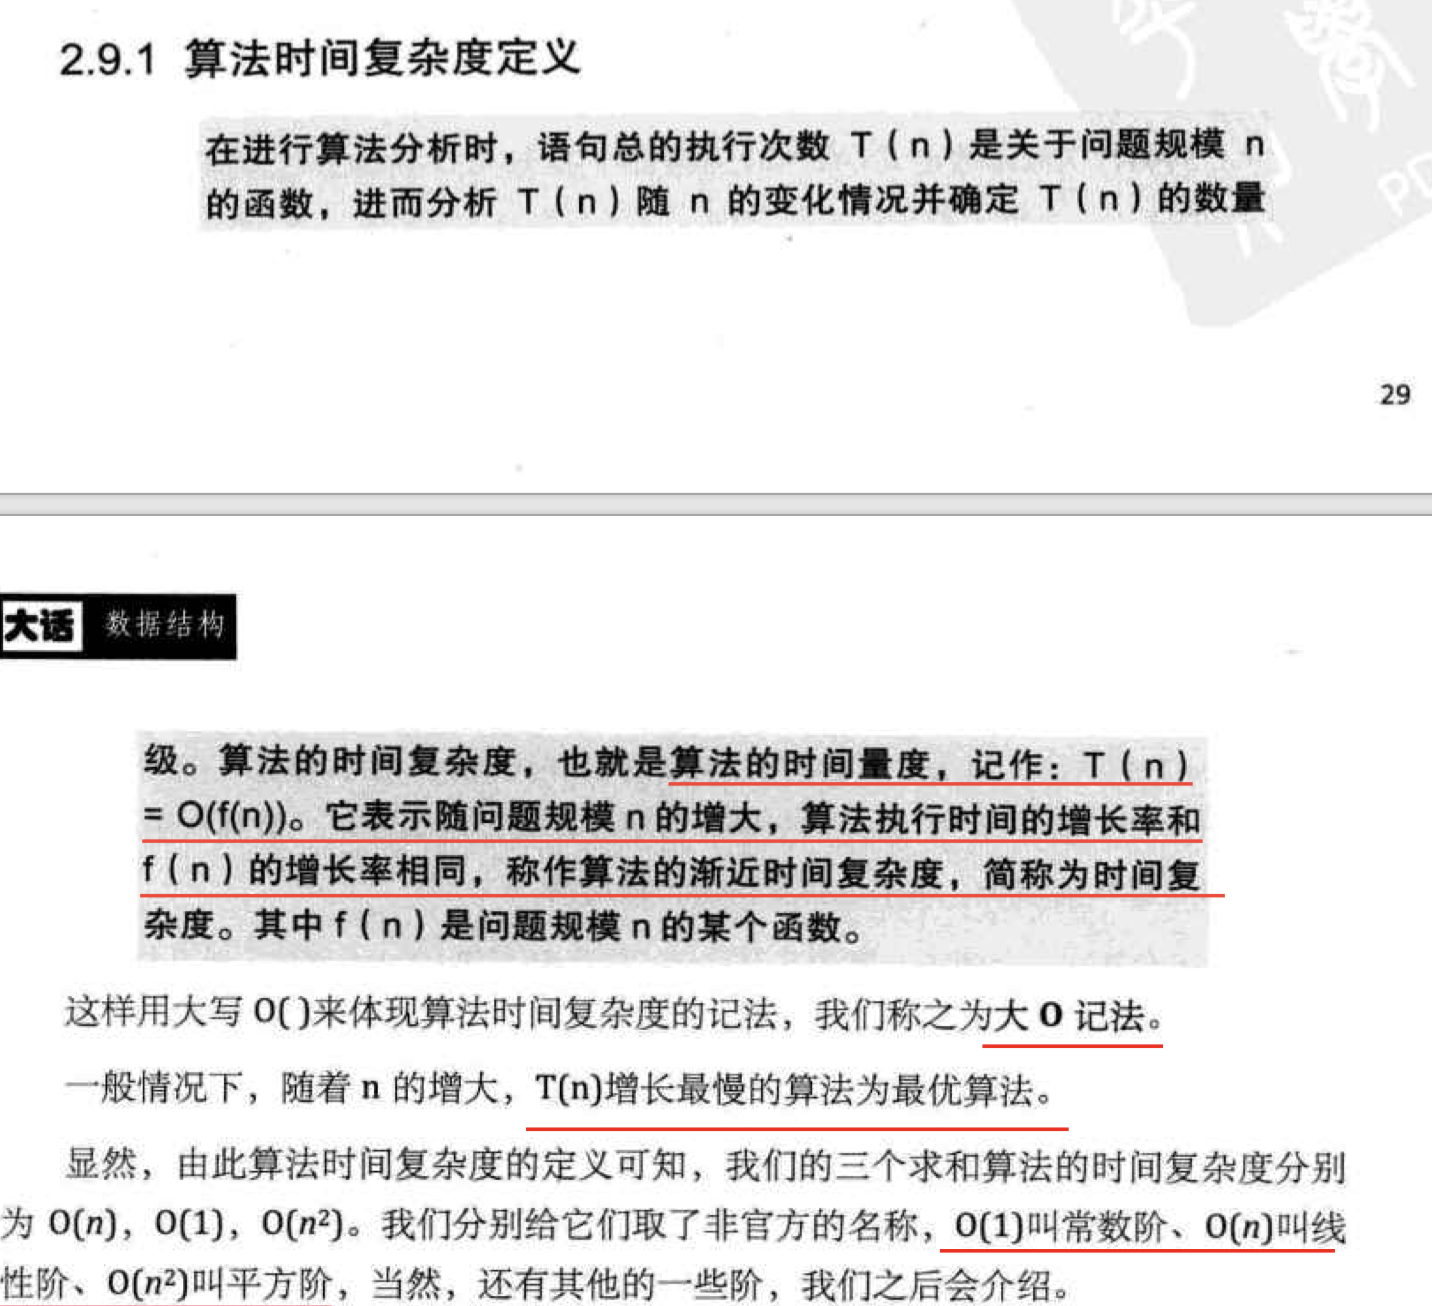 2.9.1 算法时间复杂度定义
在进行算法分析时，语句总的执行次数 T（n）是关于问题规模 n
的函数，进而分析 T（n）随 n 的变化情况并确定 T（n）的数量
29
大话 数据结构
级。算法的时间复杂度，也就是算法的时间量度，记作：T（n）
= O(f(n))。它表示随问题规模 n 的增大，算法执行时间的增长率和
f（n）的增长率相同，称作算法的渐近时间复杂度，简称为时间复
杂度。其中 f（n）是问题规模 n 的某个函数。
这样用大写 O( )来体现算法时间复杂度的记法，我们称之为大 O 记法。
一般情况下，随着 n 的增大，T(n)增长最慢的算法为最优算法。
显然，由此算法时间复杂度的定义可知，我们的三个求和算法的时间复杂度分别
为 O(n)，O(1)，O(n²)。我们分别给它们取了非官方的名称，O(1)叫常数阶、O(n)叫线
性阶、O(n²)叫平方阶，当然，还有其他的一些阶，我们之后会介绍。